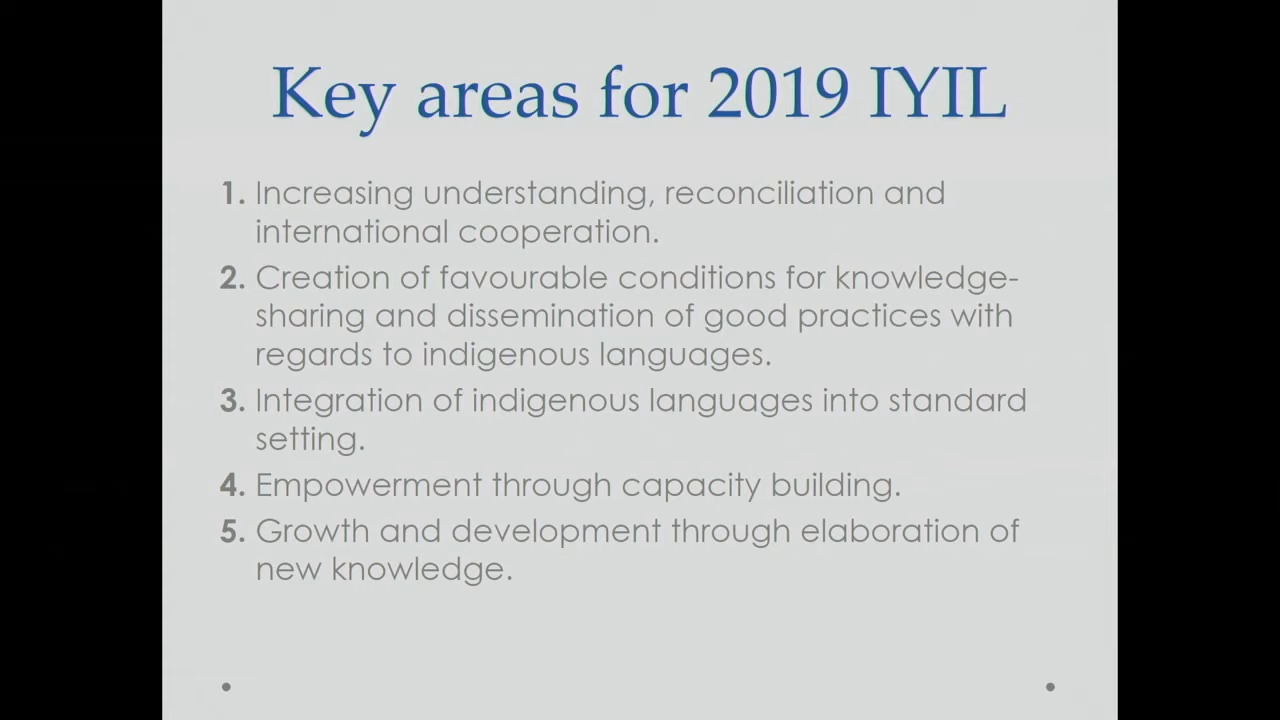 Key areas for 2019 IYIL
1. Increasing understanding, reconciliation and
international cooperation.
2. Creation of favourable conditions for knowledge-
sharing and dissemination of good practices with
regards to indigenous languages.
3. Integration of indigenous languages into standard
setting.
4. Empowerment through capacity building.
5. Growth and development through elaboration of
new knowledge.